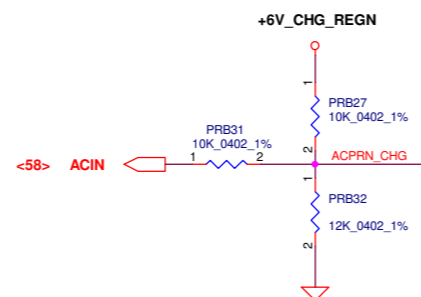 +6V_CHG_REGN
1
PRB27
10K_0402_1%
2
PRB31
10K_0402_1%
<58> ACIN
1
2
ACPRN_CHG
1
PRB32
12K_0402_1%
2